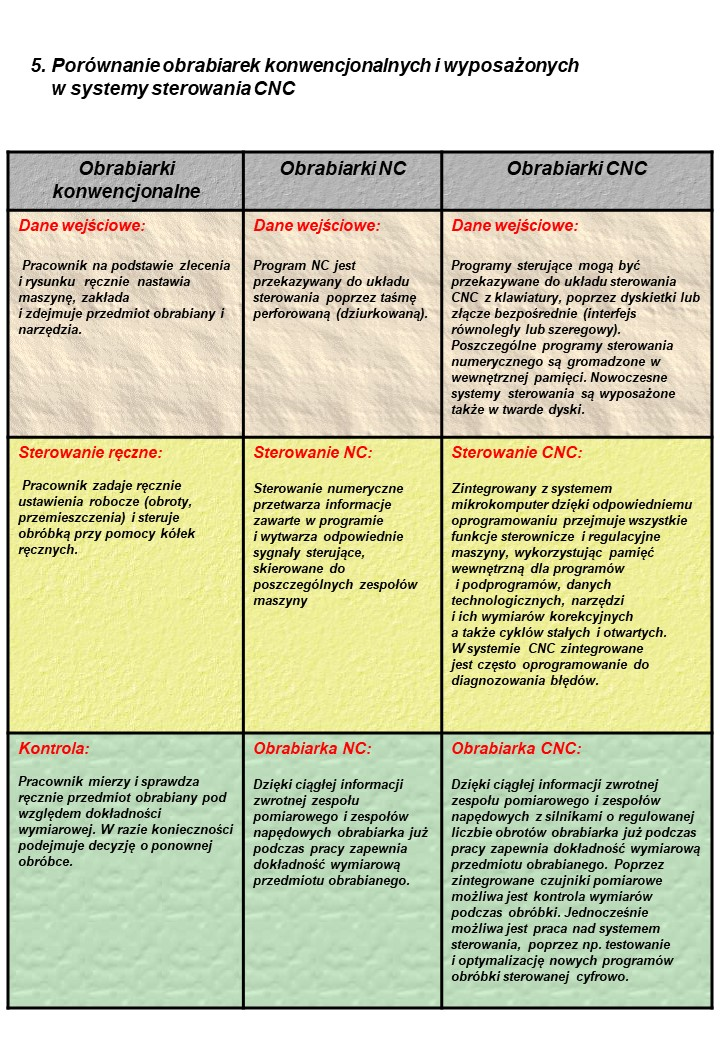 5. Porównanie obrabiarek konwencjonalnych i wyposażonych
w systemy sterowania CNC
Obrabiarki
konwencjonalne
Obrabiarki NC
Obrabiarki CNC
Dane wejściowe:
Pracownik na podstawie zlecenia
i rysunku ręcznie nastawia
maszynę, zakłada
i zdejmuje przedmiot obrabiany i
narzędzia.
Dane wejściowe:
Program NC jest
przekazywany do układu
sterowania poprzez taśmę
perforowaną (dziurkowaną).
Dane wejściowe:
Programy sterujące mogą być
przekazywane do układu sterowania
CNC z klawiatury, poprzez dyskietki lub
złącze bezpośrednie (interfejs
równoległy lub szeregowy).
Poszczególne programy sterowania
numerycznego są gromadzone w
wewnętrznej pamięci. Nowoczesne
systemy sterowania są wyposażone
także w twarde dyski.
Sterowanie ręczne:
Pracownik zadaje ręcznie
ustawienia robocze (obroty,
przemieszczenia) i steruje
obróbką przy pomocy kółek
ręcznych.
Sterowanie NC:
Sterowanie numeryczne
przetwarza informacje
zawarte w programie
i wytwarza odpowiednie
sygnały sterujące,
skierowane do
poszczególnych zespołów
maszyny
Sterowanie CNC:
Zintegrowany z systemem
mikrokomputer dzięki odpowiedniemu
oprogramowaniu przejmuje wszystkie
funkcje sterownicze i regulacyjne
maszyny, wykorzystując pamięć
wewnętrzną dla programów
i podprogramów, danych
technologicznych, narzędzi
i ich wymiarów korekcyjnych
a także cyklów stałych i otwartych.
W systemie CNC zintegrowane
jest często oprogramowanie do
diagnozowania błędów.
Kontrola:
Pracownik mierzy i sprawdza
ręcznie przedmiot obrabiany pod
względem dokładności
wymiarowej. W razie konieczności
podejmuje decyzję o ponownej
obróbce.
Obrabiarka NC:
Dzięki ciągłej informacji
zwrotnej zespołu
pomiarowego i zespołów
napędowych obrabiarka już
podczas pracy zapewnia
dokładność wymiarową
przedmiotu obrabianego.
Obrabiarka CNC:
Dzięki ciągłej informacji zwrotnej
zespołu pomiarowego i zespołów
napędowych z silnikami o regulowanej
liczbie obrotów obrabiarka już podczas
pracy zapewnia dokładność wymiarową
przedmiotu obrabianego. Poprzez
zintegrowane czujniki pomiarowe
możliwa jest kontrola wymiarów
podczas obróbki. Jednocześnie
możliwa jest praca nad systemem
sterowania, poprzez np. testowanie
i optymalizację nowych programów
obróbki sterowanej cyfrowo.